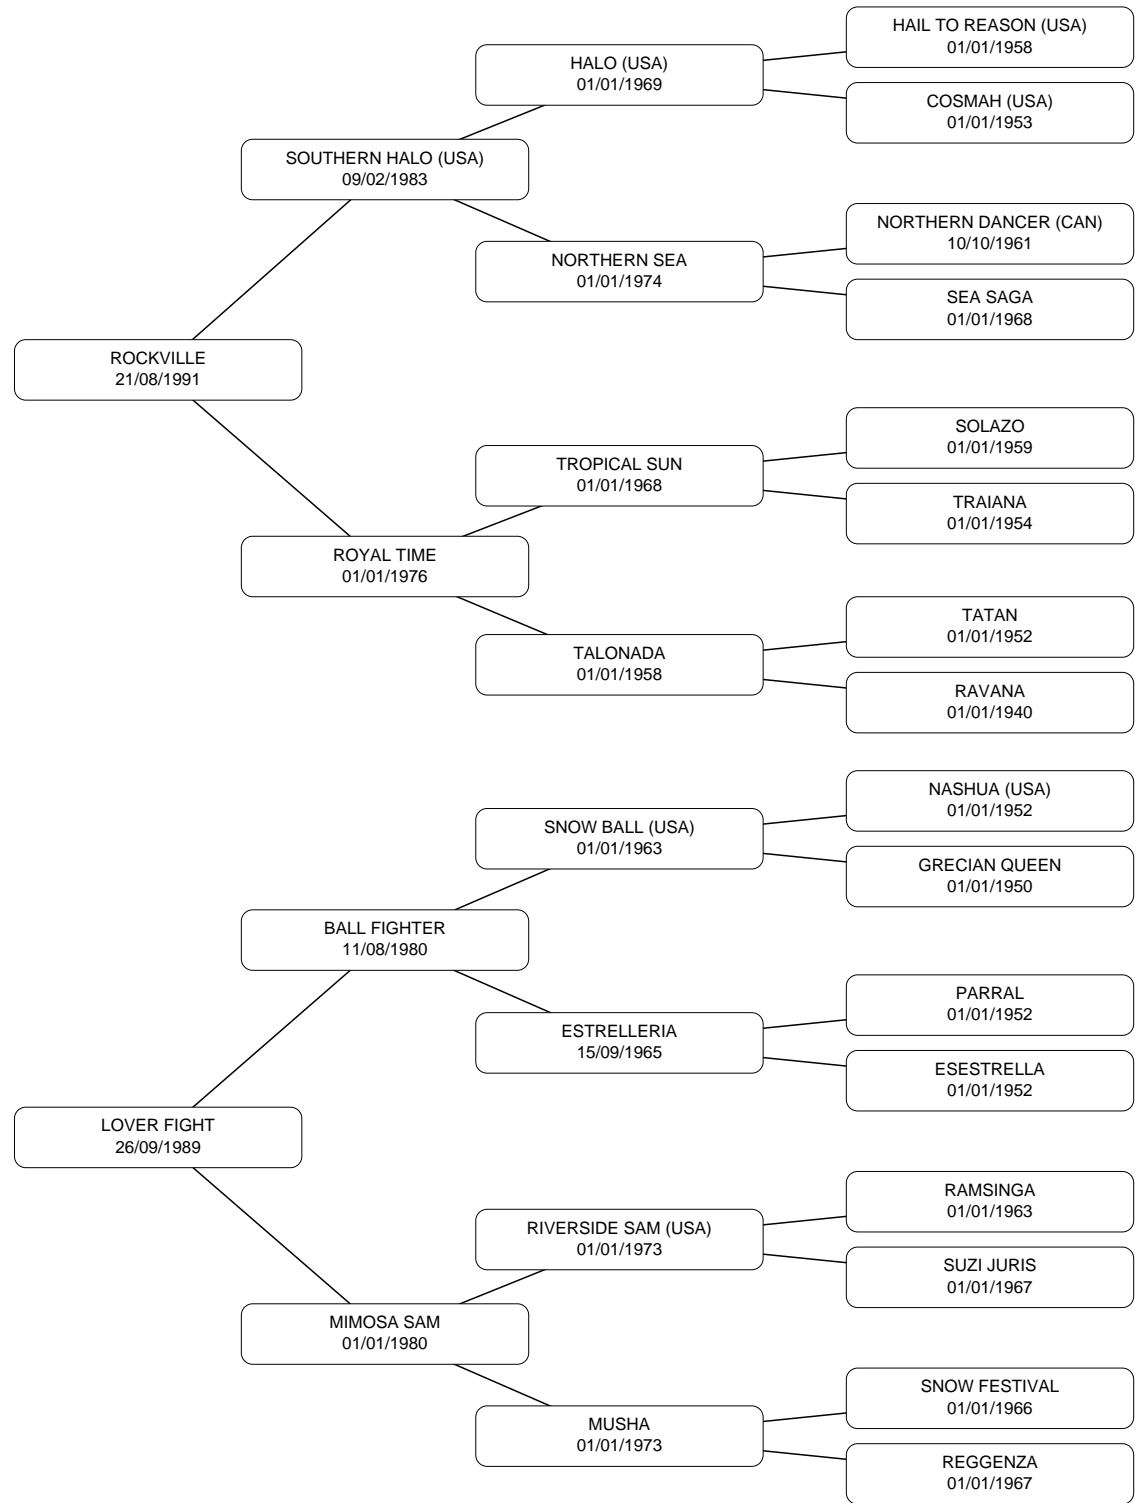 HAIL TO REASON (USA)
01/01/1958
HALO (USA)
01/01/1969
COSMAH (USA)
01/01/1953
SOUTHERN HALO (USA)
09/02/1983
NORTHERN DANCER (CAN)
10/10/1961
NORTHERN SEA
01/01/1974
SEA SAGA
01/01/1968
ROCKVILLE
21/08/1991
SOLAZO
01/01/1959
TROPICAL SUN
01/01/1968
TRAIANA
01/01/1954
ROYAL TIME
01/01/1976
TATAN
01/01/1952
TALONADA
01/01/1958
RAVANA
01/01/1940
NASHUA (USA)
01/01/1952
SNOW BALL (USA)
01/01/1963
GRECIAN QUEEN
01/01/1950
BALL FIGHTER
11/08/1980
PARRAL
01/01/1952
ESTRELLERIA
15/09/1965
ESESTRELLA
01/01/1952
LOVER FIGHT
26/09/1989
RAMSINGA
01/01/1963
RIVERSIDE SAM (USA)
01/01/1973
SUZI JURIS
01/01/1967
MIMOSA SAM
01/01/1980
SNOW FESTIVAL
01/01/1966
MUSHA
01/01/1973
REGGENZA
01/01/1967